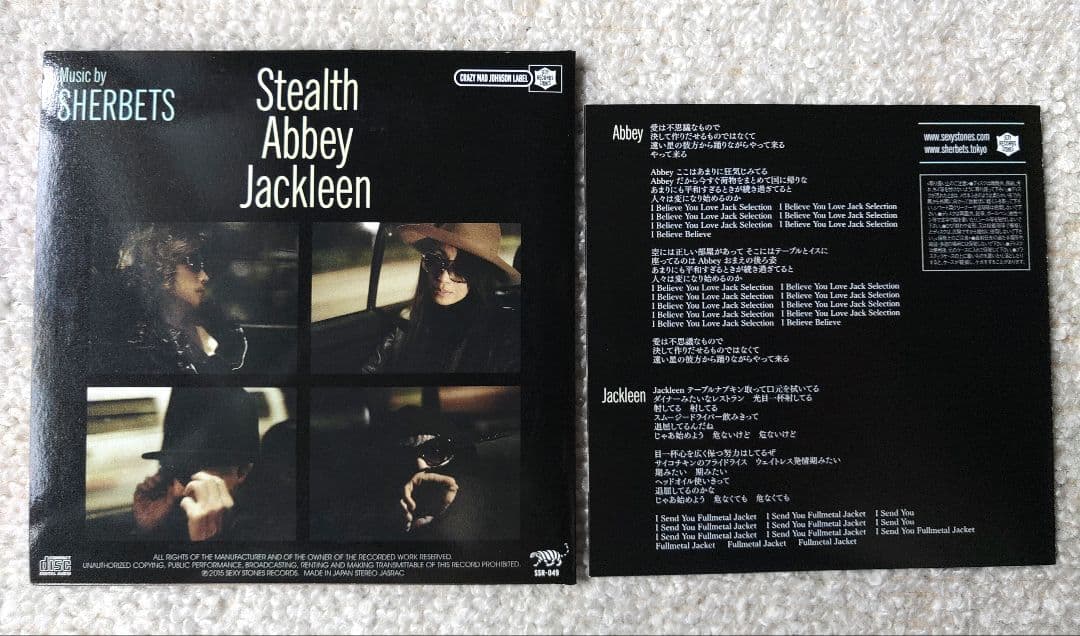 Music by
SHERBETS
Stealth
Abbey
Jackleen
CRAZY MAD JOHNSON LABEL
ALL RIGHTS OF THE MANUFACTURER AND OF THE OWNER OF THE RECORDED WORK RESERVED.
UNAUTHORIZED COPYING, PUBLIC PERFORMANCE, BROADCASTING, RENTING AND MAKING TRANSMITTABLE OF THIS RECORD PROHIBITED.
℗2015 SEXY STONES RECORDS. MADE IN JAPAN STEREO JASRAC
disc
DIGITAL AUDIO
SSR-049
Abbey
愛は不思議なもので
決して作りだせるものではなくて
遠い星の彼方から踊りながらやって来る
やって来る
Abbey ここはあまりに狂気じみてる
Abbey だから今すぐ荷物をまとめて国に帰りな
あまりにも平和すぎるときが続き過ぎてると
人々は変になり始めるのか
I Believe You Love Jack Selection I Believe You Love Jack Selection
I Believe You Love Jack Selection I Believe You Love Jack Selection
I Believe You Love Jack Selection I Believe You Love Jack Selection
I Believe Believe
空には正しい部屋があって そこにはテーブルとイスに
座ってるのは Abbey おまえの後ろ姿
あまりにも平和すぎるときが続き過ぎてると
人々は変になり始めるのか
I Believe You Love Jack Selection I Believe You Love Jack Selection
I Believe You Love Jack Selection I Believe You Love Jack Selection
I Believe You Love Jack Selection I Believe You Love Jack Selection
I Believe You Love Jack Selection I Believe You Love Jack Selection
I Believe You Love Jack Selection I Believe Believe
愛は不思議なもので
決して作りだせるものではなくて
遠い星の彼方から踊りながらやって来る
Jackleen
Jackleen テーブルナプキン取って口元を拭いてる
ダイナーみたいなレストラン 光目一杯射してる
射してる 射してる
スムージードライバー飲みきって
退屈してるんだね
じゃあ始めよう 危ないけど 危ないけど
目一杯心を広く保つ努力はしてるぜ
サイコチキンのフライドライス ウェイトレス発情期みたい
期みたい 期みたい
ヘッドオイル使いきって
退屈してるのかな
じゃあ始めよう 危なくても 危なくても
I Send You Fullmetal Jacket I Send You Fullmetal Jacket I Send You
I Send You Fullmetal Jacket I Send You Fullmetal Jacket I Send You
I Send You Fullmetal Jacket I Send You Fullmetal Jacket I Send You Fullmetal Jacket
Fullmetal Jacket Fullmetal Jacket Fullmetal Jacket
www.sexystones.com
www.sherbets.tokyo